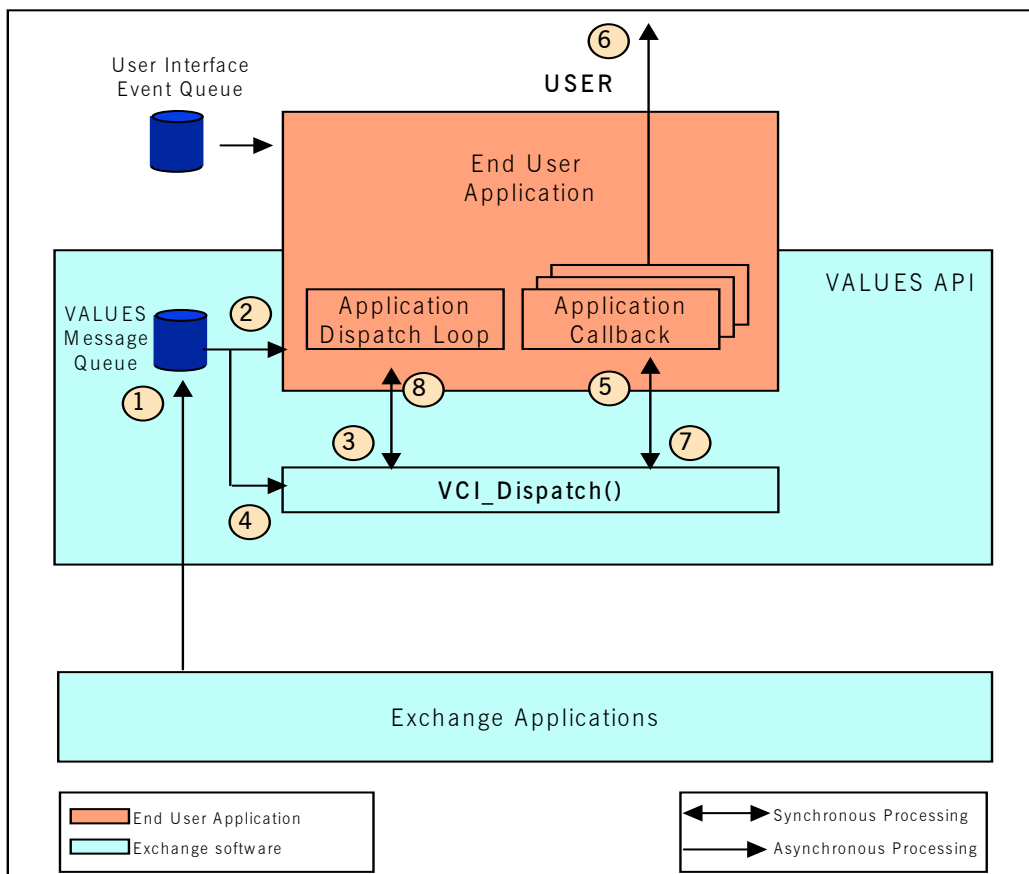 6
USER
User Interface
Event Queue
End User
Application
VALUES API
VALUES
Message
Queue
2
Application
Dispatch Loop
Application
Callback
1
8
5
3
7
VCI_Dispatch()
4
Exchange Applications
End User Application
Exchange software
Synchronous Processing
Asynchronous Processing